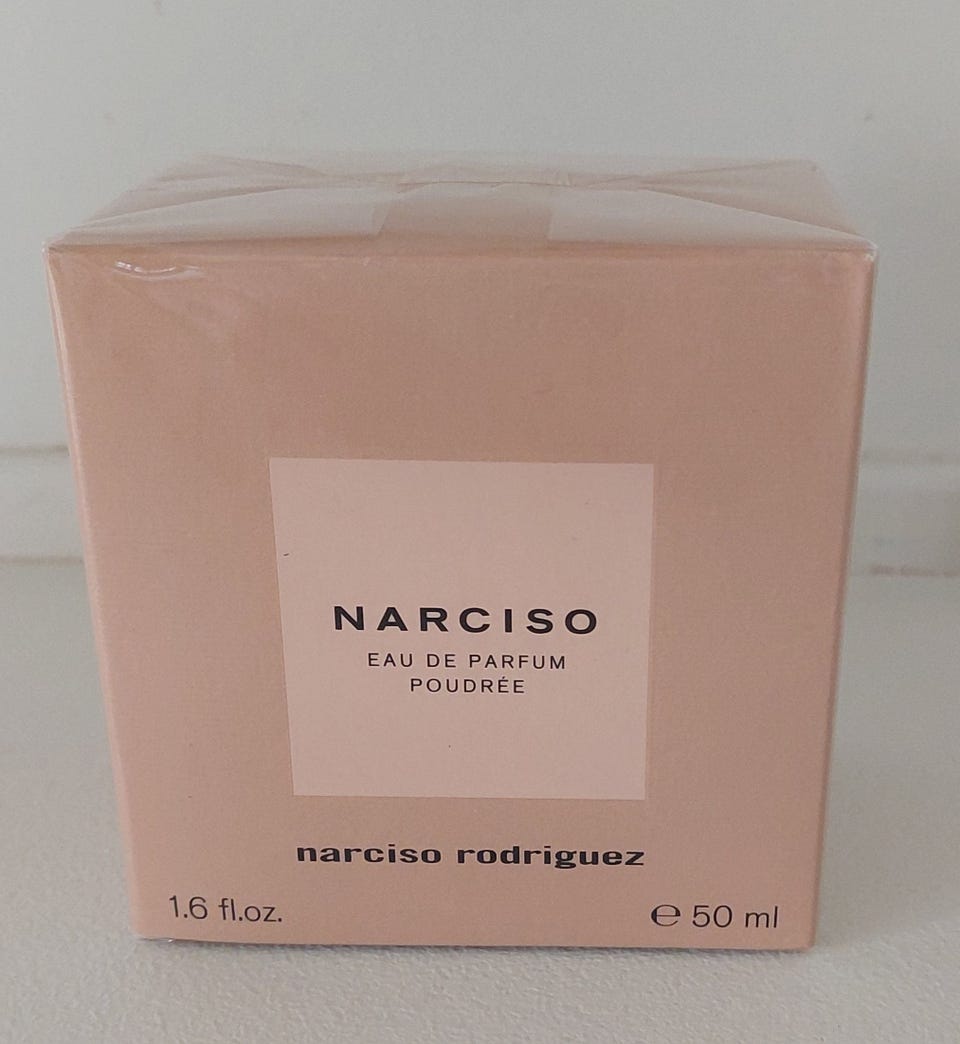 NARCISO
EAU DE PARFUM
POUDRÉE
narciso rodriguez
1.6 fl.oz. ℮ 50 ml